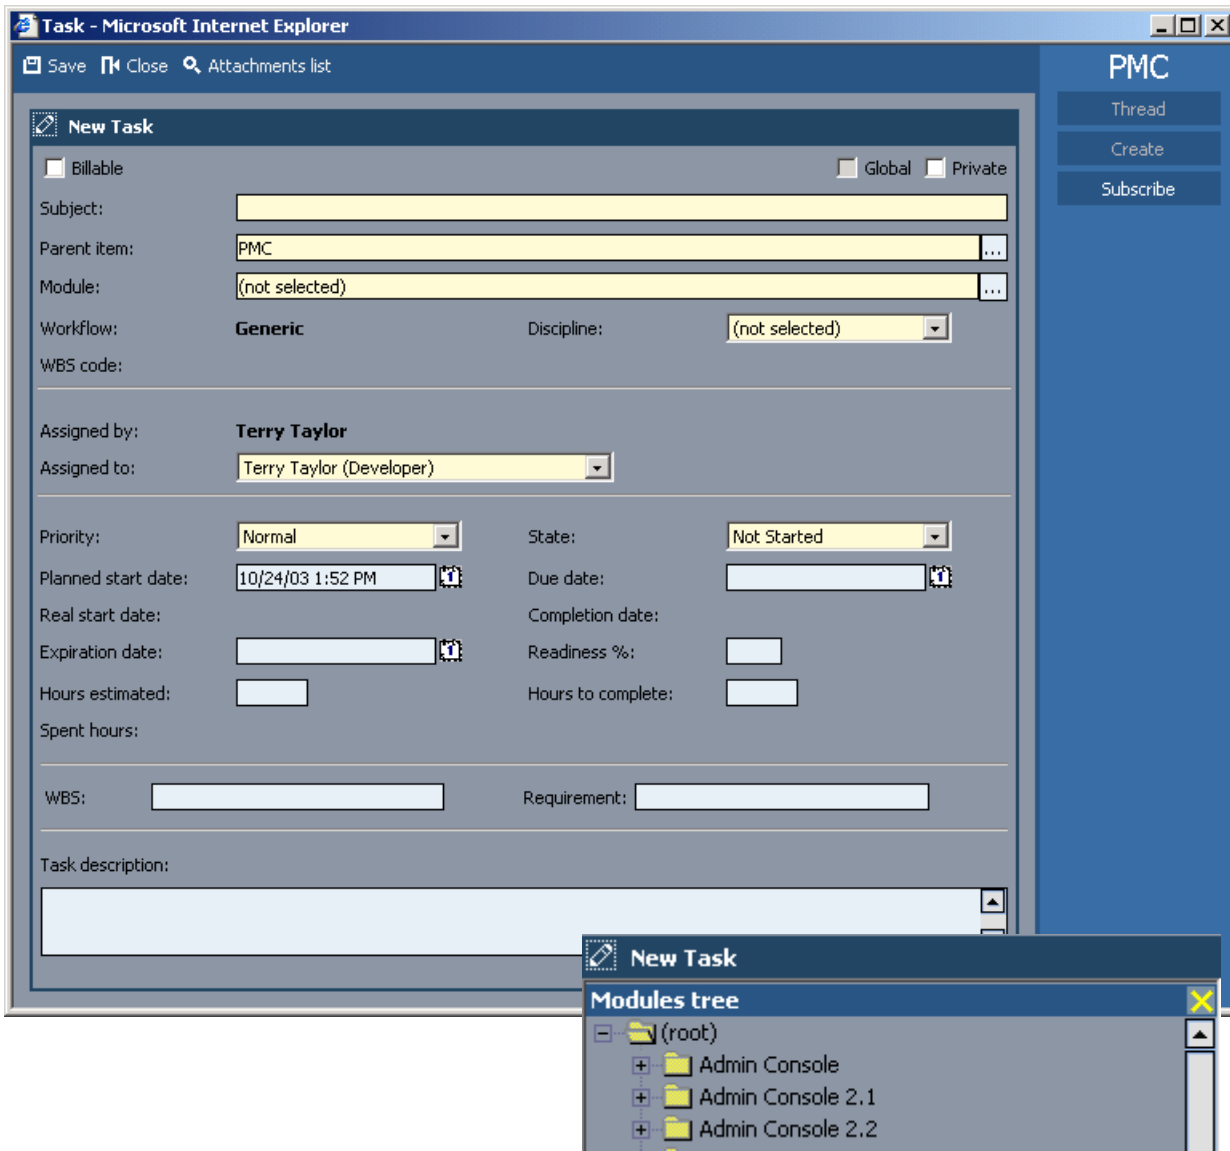 Task - Microsoft Internet Explorer
Save Close Attachments list
PMC
Thread
Create
Subscribe
New Task
Billable Global Private
Subject:
Parent item: PMC ...
Module: (not selected) ...
Workflow: Generic Discipline: (not selected)
WBS code:
Assigned by: Terry Taylor
Assigned to: Terry Taylor (Developer)
Priority: Normal State: Not Started
Planned start date: 10/24/03 1:52 PM 1 Due date: 1
Real start date: Completion date:
Expiration date: 1 Readiness %:
Hours estimated: Hours to complete:
Spent hours:
WBS: Requirement:
Task description:
New Task
Modules tree
(root)
Admin Console
Admin Console 2.1
Admin Console 2.2